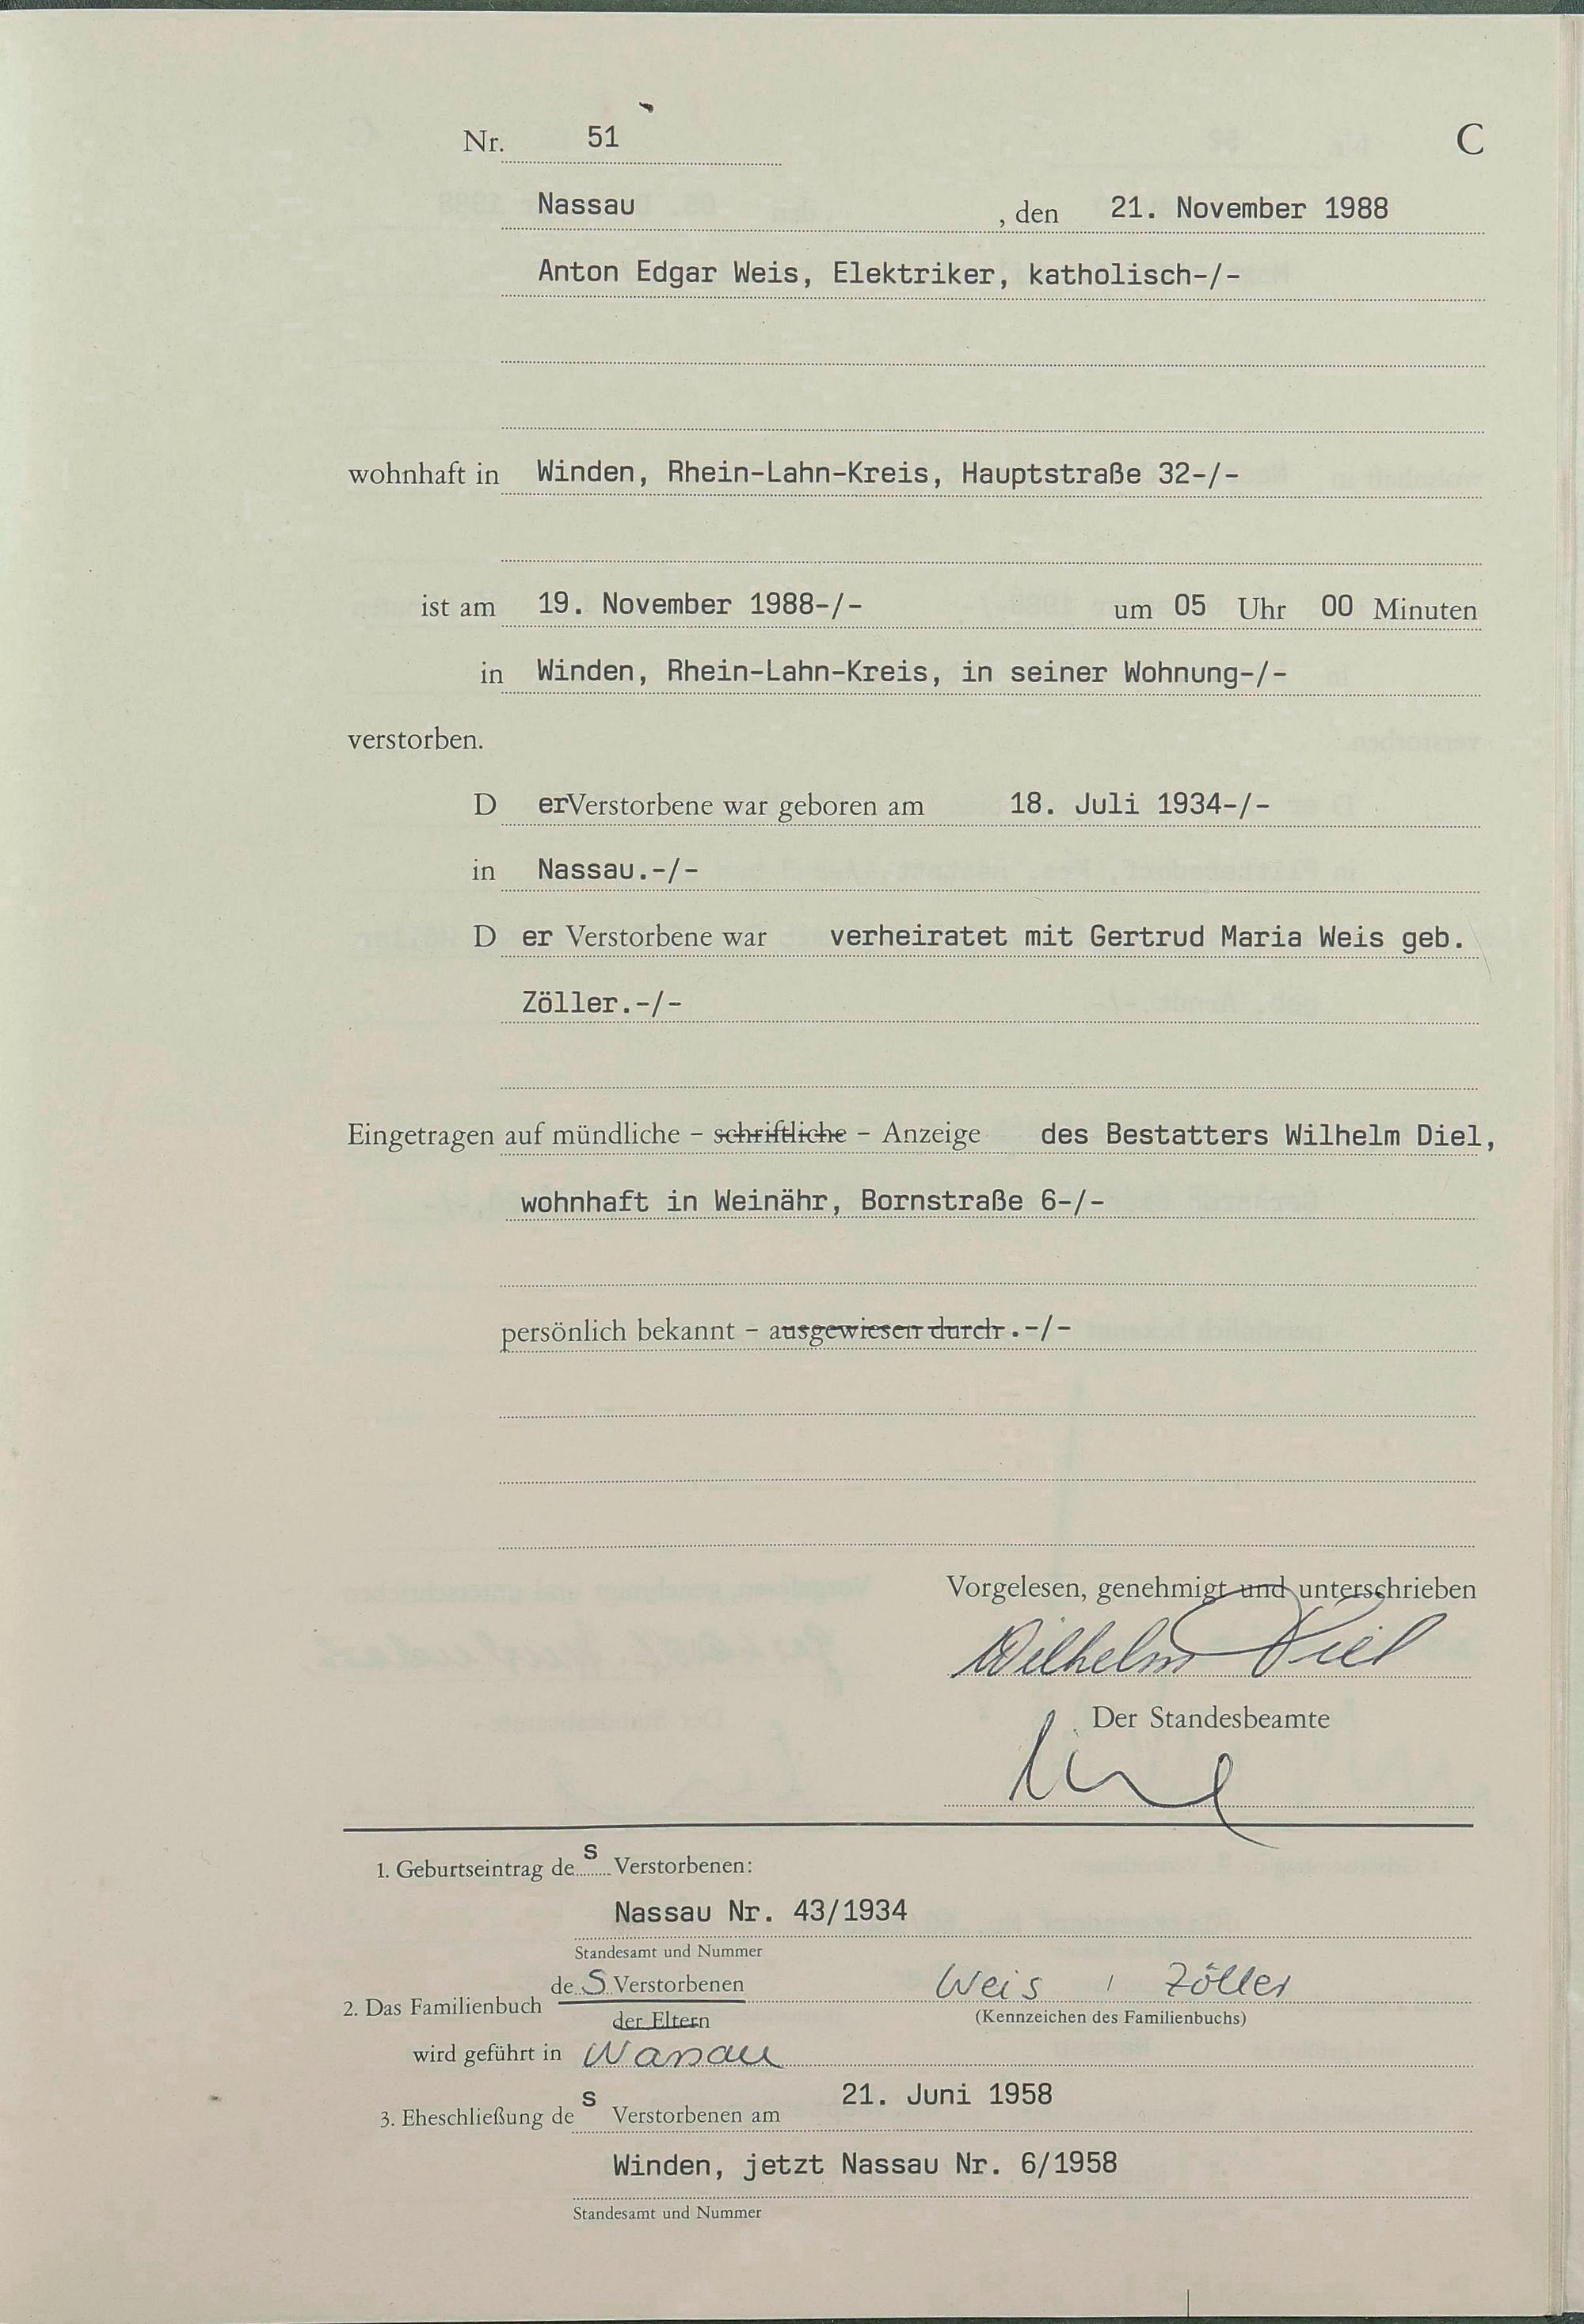 Nr. 51 C
Nassau , den 21. November 1988
Anton Edgar Weis, Elektriker, katholisch-/-
wohnhaft in Winden, Rhein-Lahn-Kreis, Hauptstraße 32-/-
ist am 19. November 1988-/- um 05 Uhr 00 Minuten
in Winden, Rhein-Lahn-Kreis, in seiner Wohnung-/-
verstorben.
D erVerstorbene war geboren am 18. Juli 1934-/-
in Nassau.-/-
D er Verstorbene war verheiratet mit Gertrud Maria Weis geb.
Zöller.-/-
Eingetragen auf mündliche – schriftliche – Anzeige des Bestatters Wilhelm Diel,
wohnhaft in Weinähr, Bornstraße 6-/-
persönlich bekannt – ausgewiesen durch .-/-
Vorgelesen, genehmigt und unterschrieben
Wilhelm Diel
Der Standesbeamte
1. Geburtseintrag des Verstorbenen:
Nassau Nr. 43/1934
Standesamt und Nummer
de S Verstorbenen Weis / Zöller
2. Das Familienbuch
der Eltern (Kennzeichen des Familienbuchs)
wird geführt in Nassau
21. Juni 1958
3. Eheschließung des Verstorbenen am
Winden, jetzt Nassau Nr. 6/1958
Standesamt und Nummer